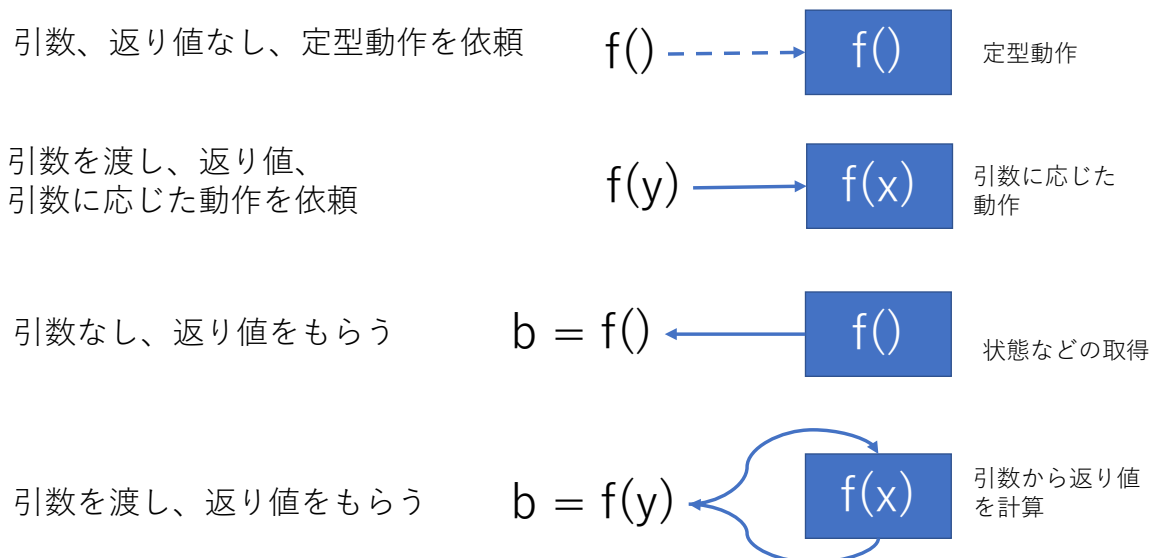 引数、返り値なし、定型動作を依頼
f()
f()
定型動作
引数を渡し、返り値、
引数に応じた動作を依頼
f(y)
f(x)
引数に応じた
動作
引数なし、返り値をもらう
b = f()
f()
状態などの取得
引数を渡し、返り値をもらう
b = f(y)
f(x)
引数から返り値
を計算